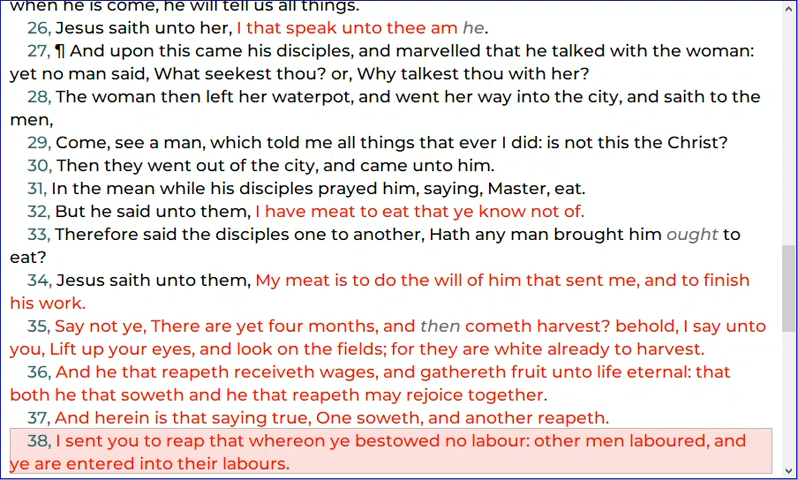 when he is come, he will tell us all things.
26, Jesus saith unto her, I that speak unto thee am he.
27, ¶ And upon this came his disciples, and marvelled that he talked with the woman:
yet no man said, What seekest thou? or, Why talkest thou with her?
28, The woman then left her waterpot, and went her way into the city, and saith to the
men,
29, Come, see a man, which told me all things that ever I did: is not this the Christ?
30, Then they went out of the city, and came unto him.
31, In the mean while his disciples prayed him, saying, Master, eat.
32, But he said unto them, I have meat to eat that ye know not of.
33, Therefore said the disciples one to another, Hath any man brought him ought to
eat?
34, Jesus saith unto them, My meat is to do the will of him that sent me, and to finish
his work.
35, Say not ye, There are yet four months, and then cometh harvest? behold, I say unto
you, Lift up your eyes, and look on the fields; for they are white already to harvest.
36, And he that reapeth receiveth wages, and gathereth fruit unto life eternal: that
both he that soweth and he that reapeth may rejoice together.
37, And herein is that saying true, One soweth, and another reapeth.
38, I sent you to reap that whereon ye bestowed no labour: other men laboured, and
ye are entered into their labours.